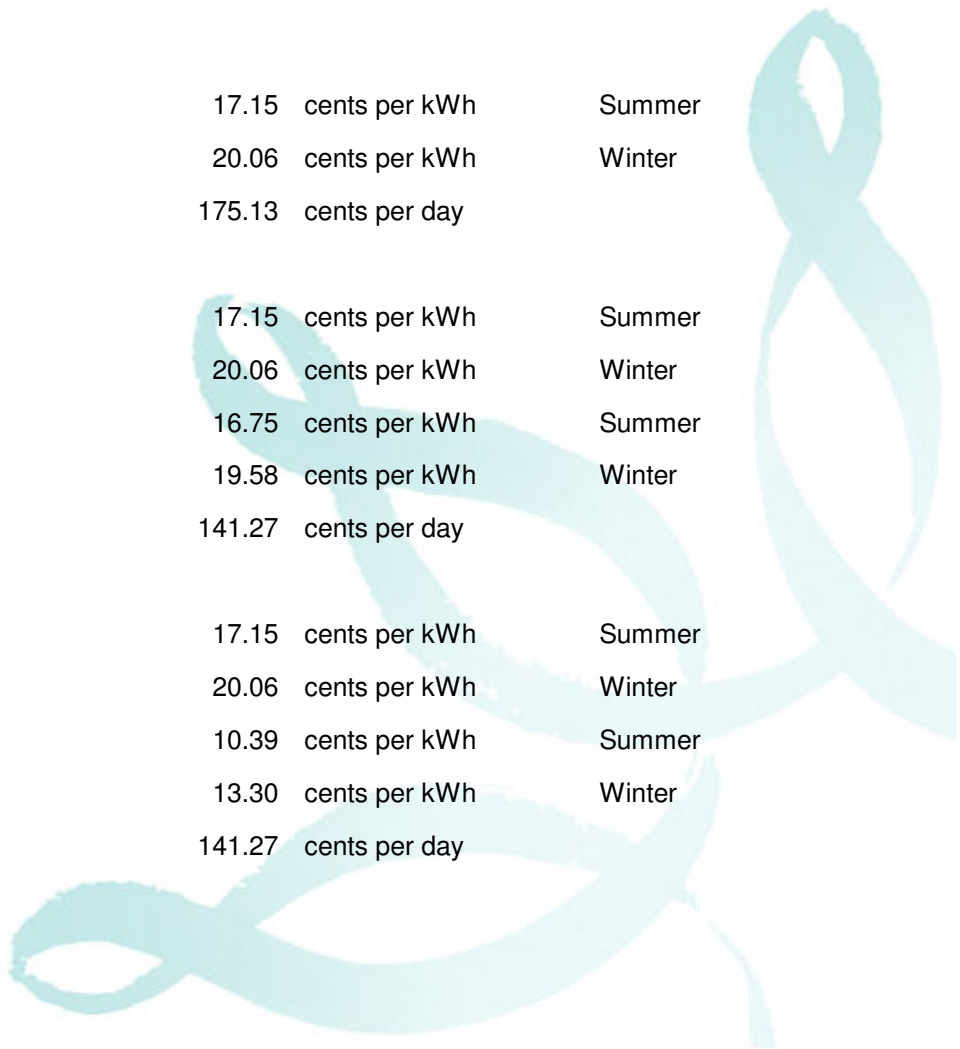 17.15 cents per kWh Summer
20.06 cents per kWh Winter
175.13 cents per day
17.15 cents per kWh Summer
20.06 cents per kWh Winter
16.75 cents per kWh Summer
19.58 cents per kWh Winter
141.27 cents per day
17.15 cents per kWh Summer
20.06 cents per kWh Winter
10.39 cents per kWh Summer
13.30 cents per kWh Winter
141.27 cents per day